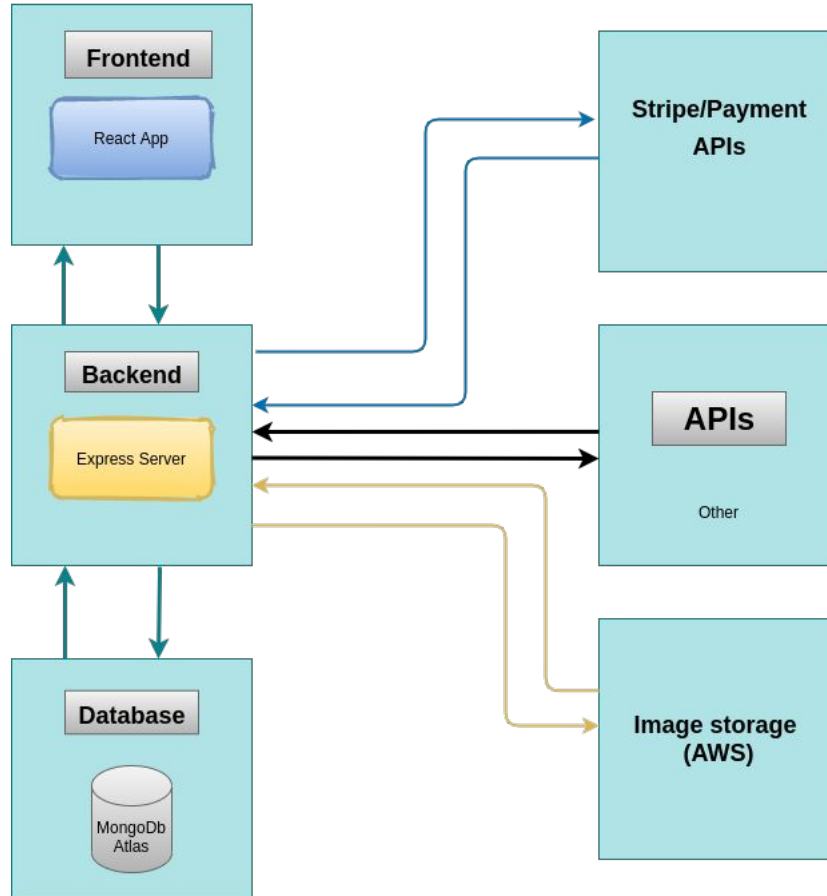 Frontend
React App
Stripe/Payment
APIs
Backend
Express Server
APIs
Other
Database
MongoDb
Atlas
Image storage
(AWS)